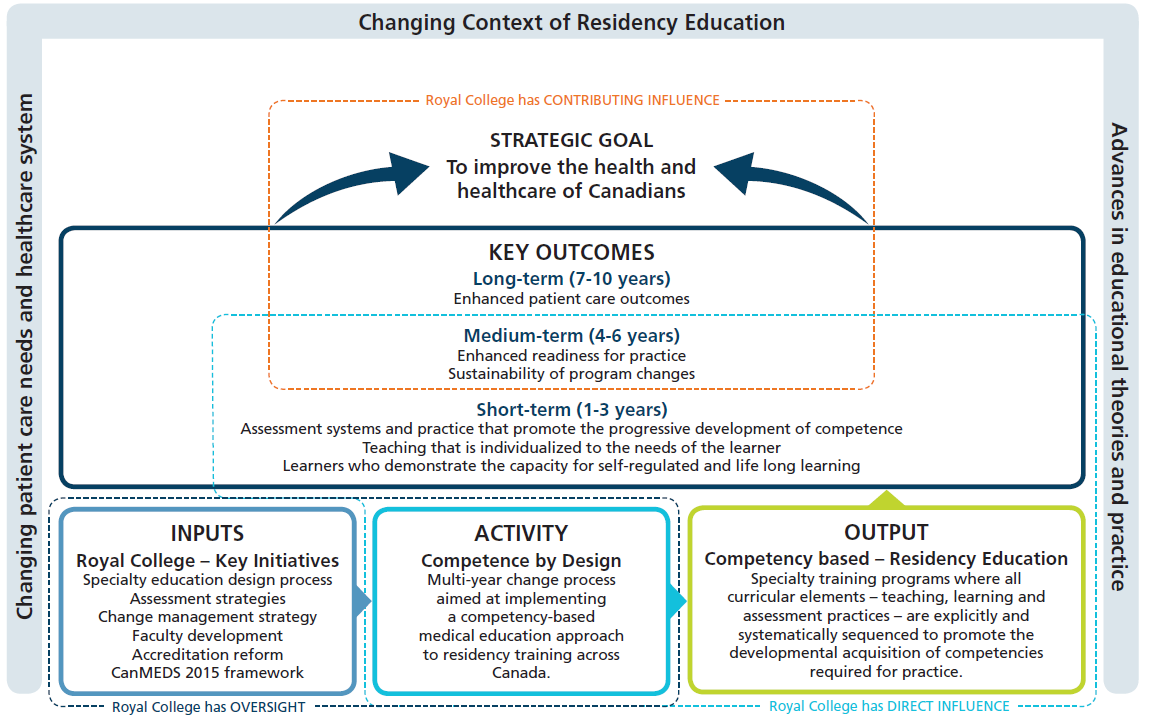 Changing Context of Residency Education
Changing patient care needs and healthcare system
Advances in educational theories and practice
Royal College has CONTRIBUTING INFLUENCE
STRATEGIC GOAL
To improve the health and
healthcare of Canadians
KEY OUTCOMES
Long-term (7-10 years)
Enhanced patient care outcomes
Medium-term (4-6 years)
Enhanced readiness for practice
Sustainability of program changes
Short-term (1-3 years)
Assessment systems and practice that promote the progressive development of competence
Teaching that is individualized to the needs of the learner
Learners who demonstrate the capacity for self-regulated and life long learning
INPUTS
Royal College – Key Initiatives
Specialty education design process
Assessment strategies
Change management strategy
Faculty development
Accreditation reform
CanMEDS 2015 framework
ACTIVITY
Competence by Design
Multi-year change process
aimed at implementing
a competency-based
medical education approach
to residency training across
Canada.
OUTPUT
Competency based – Residency Education
Specialty training programs where all
curricular elements – teaching, learning and
assessment practices – are explicitly and
systematically sequenced to promote the
developmental acquisition of competencies
required for practice.
Royal College has OVERSIGHT
Royal College has DIRECT INFLUENCE